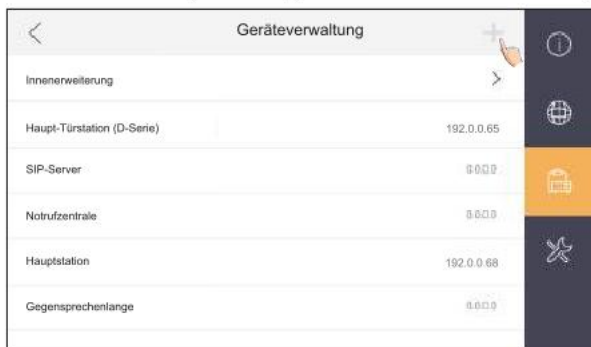 Geräteverwaltung
Innenerweiterung
Haupt-Türstation (D-Serie) 192.0.0.65
SIP-Server 0.0.0.0
Notrufzentrale 0.0.0.0
Hauptstation 192.0.0.68
Gegensprechenlange 0.0.0.0